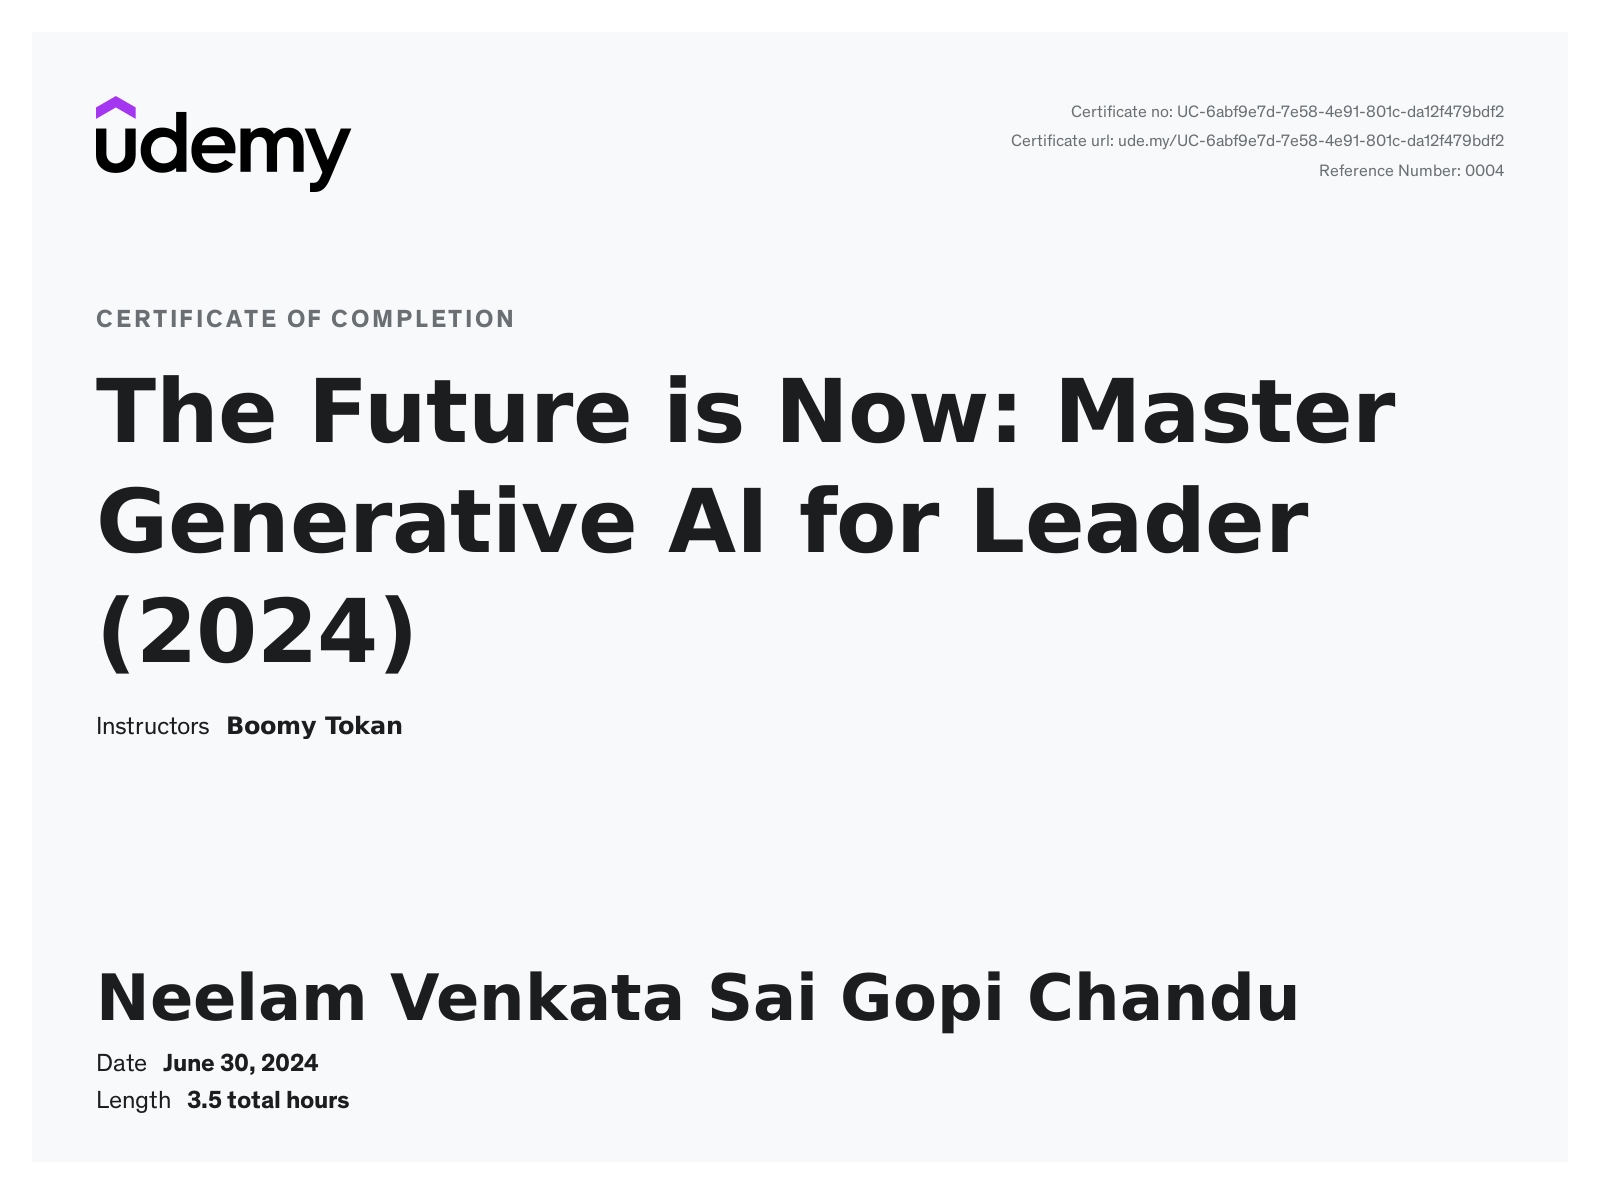 udemy
Certificate no: UC-6abf9e7d-7e58-4e91-801c-da12f479bdf2
Certificate url: ude.my/UC-6abf9e7d-7e58-4e91-801c-da12f479bdf2
Reference Number: 0004
CERTIFICATE OF COMPLETION
The Future is Now: Master
Generative AI for Leader
(2024)
Instructors Boomy Tokan
Neelam Venkata Sai Gopi Chandu
Date June 30, 2024
Length 3.5 total hours